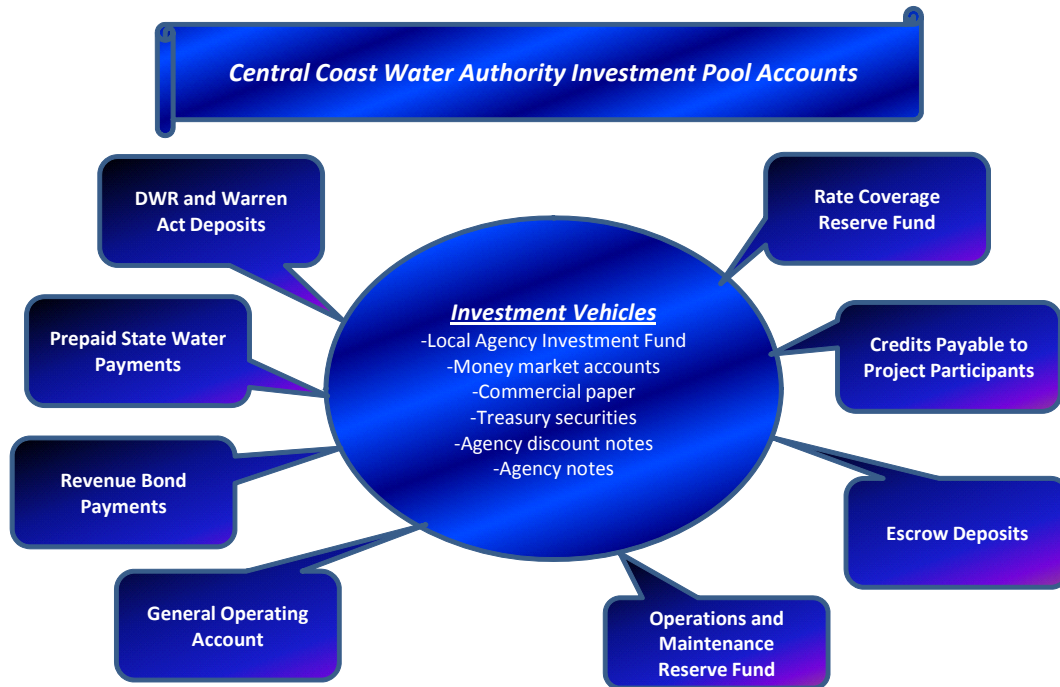 Central Coast Water Authority Investment Pool Accounts
DWR and Warren
Act Deposits
Rate Coverage
Reserve Fund
Investment Vehicles
-Local Agency Investment Fund
-Money market accounts
-Commercial paper
-Treasury securities
-Agency discount notes
-Agency notes
Prepaid State Water
Payments
Credits Payable to
Project Participants
Revenue Bond
Payments
Escrow Deposits
General Operating
Account
Operations and
Maintenance
Reserve Fund